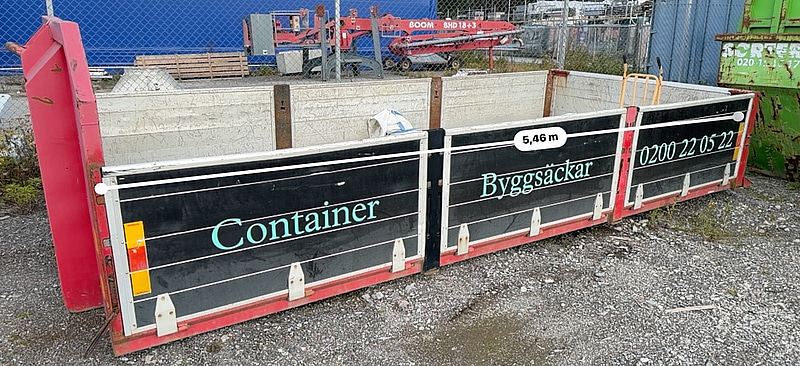 BOOM BHD 18+3
5,46 m
Container
Byggsäckar
0200 22 05 22